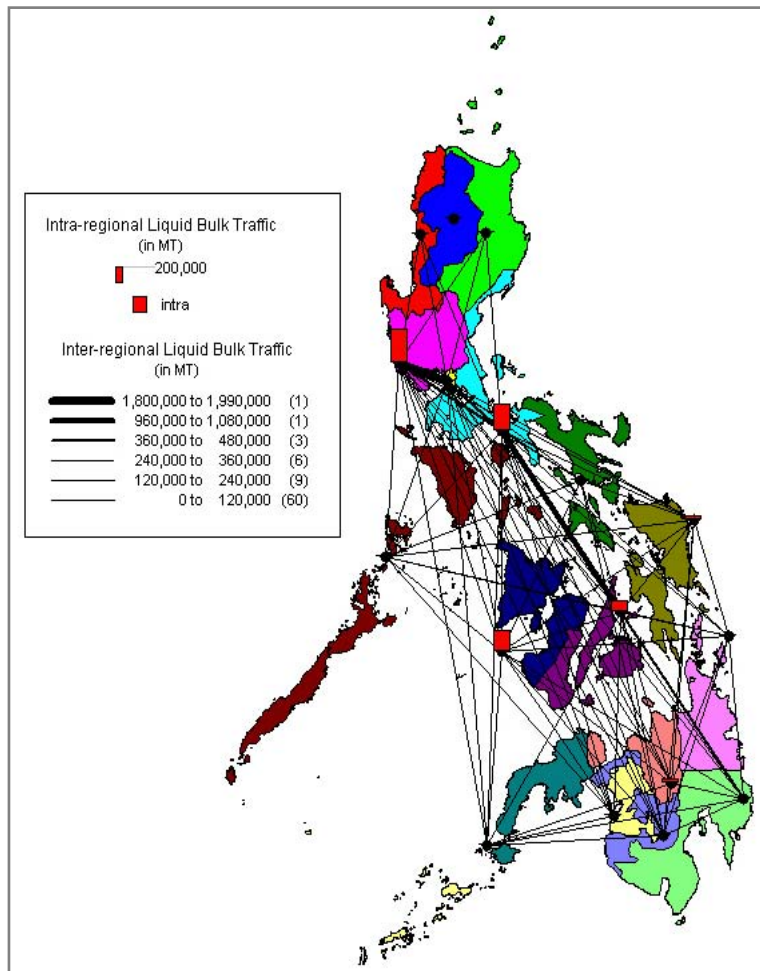 Intra-regional Liquid Bulk Traffic
(in MT)
200,000
intra
Inter-regional Liquid Bulk Traffic
(in MT)
1,800,000 to 1,990,000 (1)
960,000 to 1,080,000 (1)
360,000 to 480,000 (3)
240,000 to 360,000 (6)
120,000 to 240,000 (9)
0 to 120,000 (60)